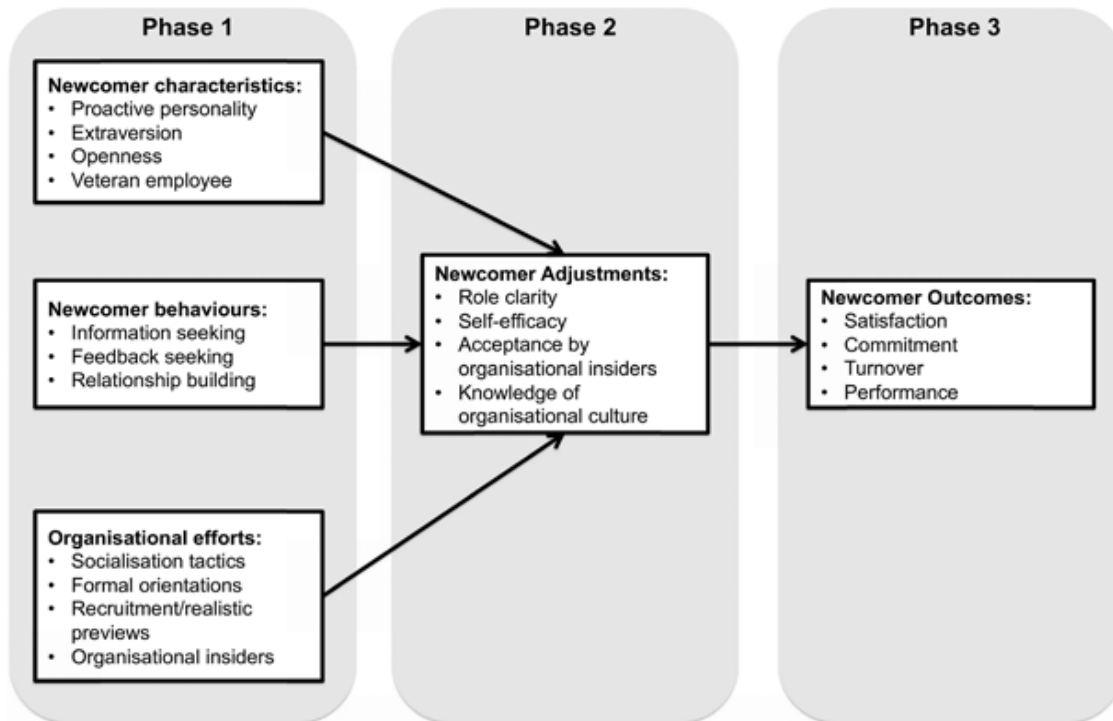 Phase 1
Newcomer characteristics:
• Proactive personality
• Extraversion
• Openness
• Veteran employee
Newcomer behaviours:
• Information seeking
• Feedback seeking
• Relationship building
Organisational efforts:
• Socialisation tactics
• Formal orientations
• Recruitment/realistic
previews
• Organisational insiders
Phase 2
Newcomer Adjustments:
• Role clarity
• Self-efficacy
• Acceptance by
organisational insiders
• Knowledge of
organisational culture
Phase 3
Newcomer Outcomes:
• Satisfaction
• Commitment
• Turnover
• Performance